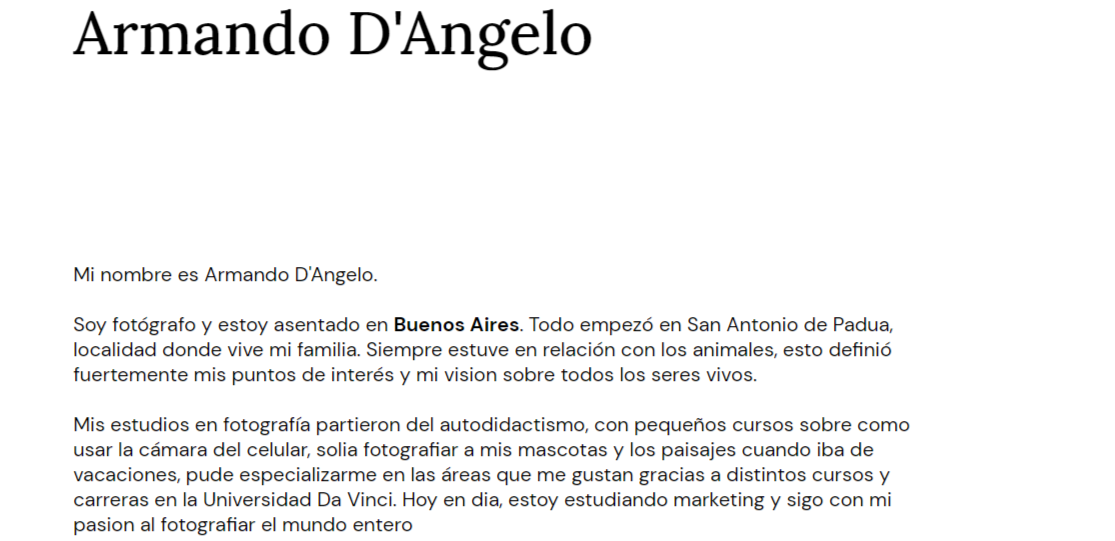 Armando D'Angelo
Mi nombre es Armando D'Angelo.
Soy fotógrafo y estoy asentado en Buenos Aires. Todo empezó en San Antonio de Padua,
localidad donde vive mi familia. Siempre estuve en relación con los animales, esto definió
fuertemente mis puntos de interés y mi vision sobre todos los seres vivos.
Mis estudios en fotografía partieron del autodidactismo, con pequeños cursos sobre como
usar la cámara del celular, solia fotografiar a mis mascotas y los paisajes cuando iba de
vacaciones, pude especializarme en las áreas que me gustan gracias a distintos cursos y
carreras en la Universidad Da Vinci. Hoy en dia, estoy estudiando marketing y sigo con mi
pasion al fotografiar el mundo entero